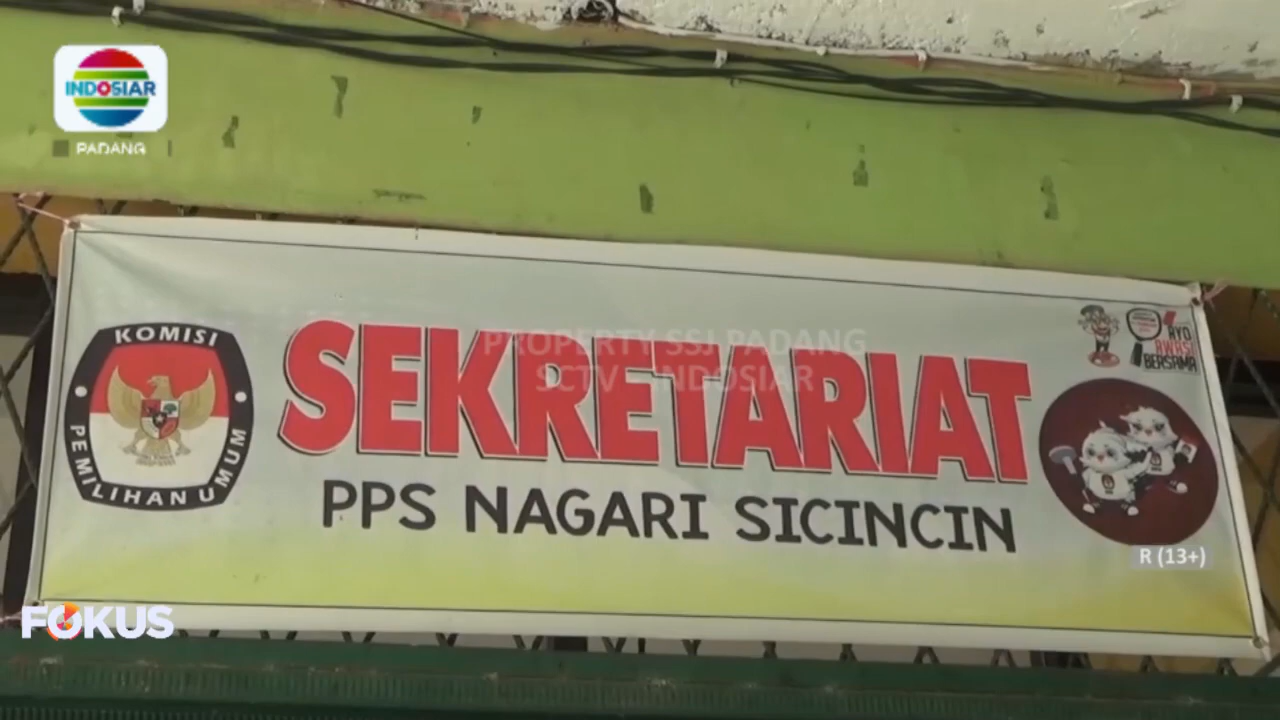 INDOSIAR
PADANG
KOMISI
PEMILIHAN UMUM
SEKRETARIAT
PPS NAGARI SICINCIN
PROPERTY SSJ PADANG
SCTV INDOSIAR
AYO
AWASI
BERSAMA
R (13+)
FOKUS